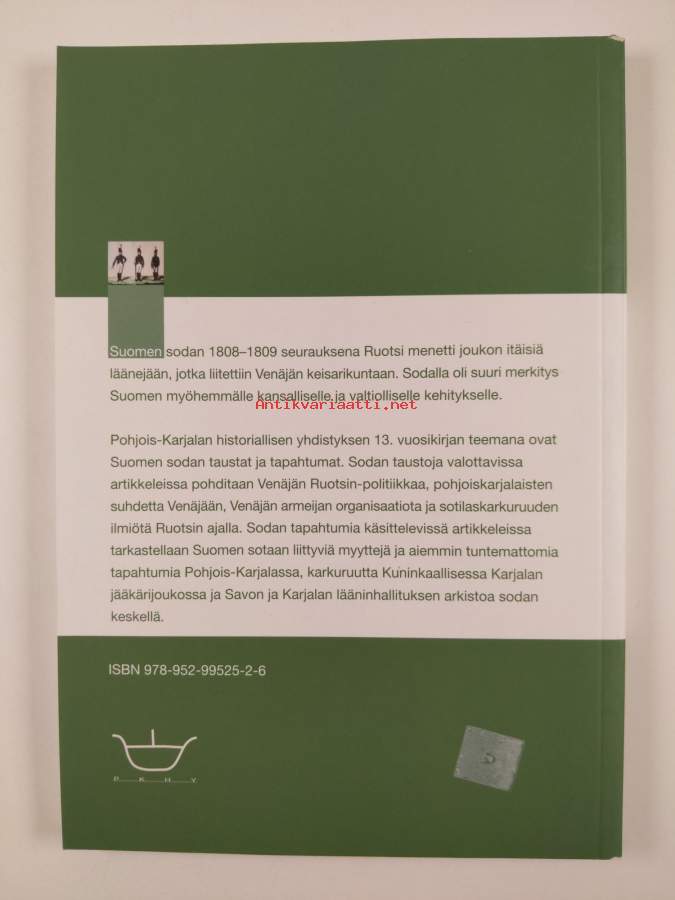 Suomen sodan 1808–1809 seurauksena Ruotsi menetti joukon itäisiä
läänejään, jotka liitettiin Venäjän keisarikuntaan. Sodalla oli suuri merkitys
Suomen myöhemmälle kansalliselle ja valtiolliselle kehitykselle.
Antikvariaatti.net
Pohjois-Karjalan historiallisen yhdistyksen 13. vuosikirjan teemana ovat
Suomen sodan taustat ja tapahtumat. Sodan taustoja valottavissa
artikkeleissa pohditaan Venäjän Ruotsin-politiikkaa, pohjoiskarjalaisten
suhdetta Venäjään, Venäjän armeijan organisaatiota ja sotilaskarkuruuden
ilmiötä Ruotsin ajalla. Sodan tapahtumia käsittelevissä artikkeleissa
tarkastellaan Suomen sotaan liittyviä myyttejä ja aiemmin tuntemattomia
tapahtumia Pohjois-Karjalassa, karkuruutta Kuninkaallisessa Karjalan
jääkärijoukossa ja Savon ja Karjalan lääninhallituksen arkistoa sodan
keskellä.
ISBN 978-952-99525-2-6
P K H Y